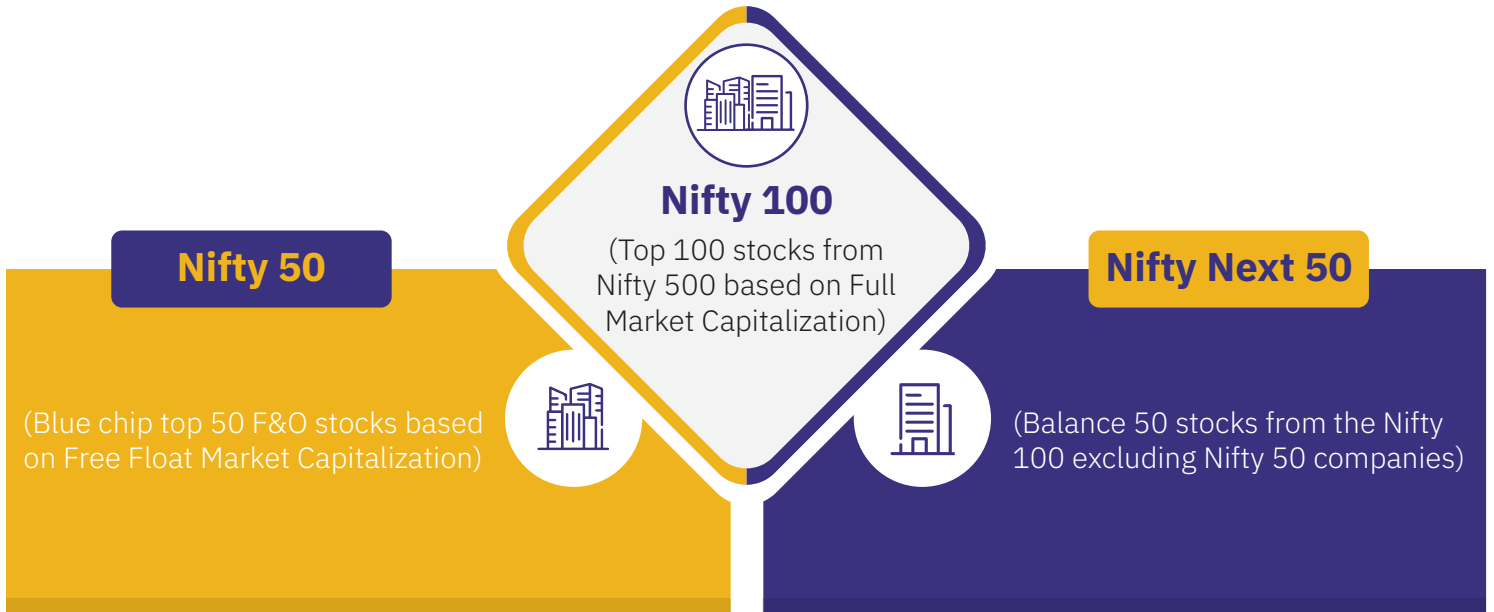 Nifty 100
(Top 100 stocks from
Nifty 500 based on Full
Market Capitalization)
Nifty 50
(Blue chip top 50 F&O stocks based
on Free Float Market Capitalization)
Nifty Next 50
(Balance 50 stocks from the Nifty
100 excluding Nifty 50 companies)